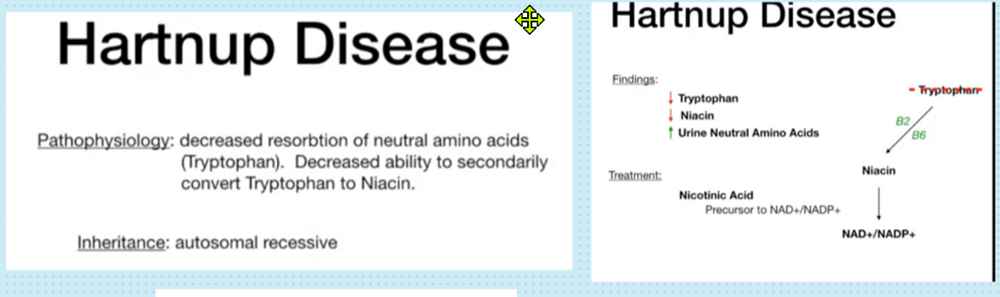 Hartnup Disease
Pathophysiology: decreased resorbtion of neutral amino acids
(Tryptophan). Decreased ability to secondarily
convert Tryptophan to Niacin.
Inheritance: autosomal recessive
Hartnup Disease
Findings:
↓ Tryptophan
↓ Niacin
↑ Urine Neutral Amino Acids
Treatment:
Nicotinic Acid
Precursor to NAD+/NADP+
Tryptophan
B2
B6
Niacin
NAD+/NADP+